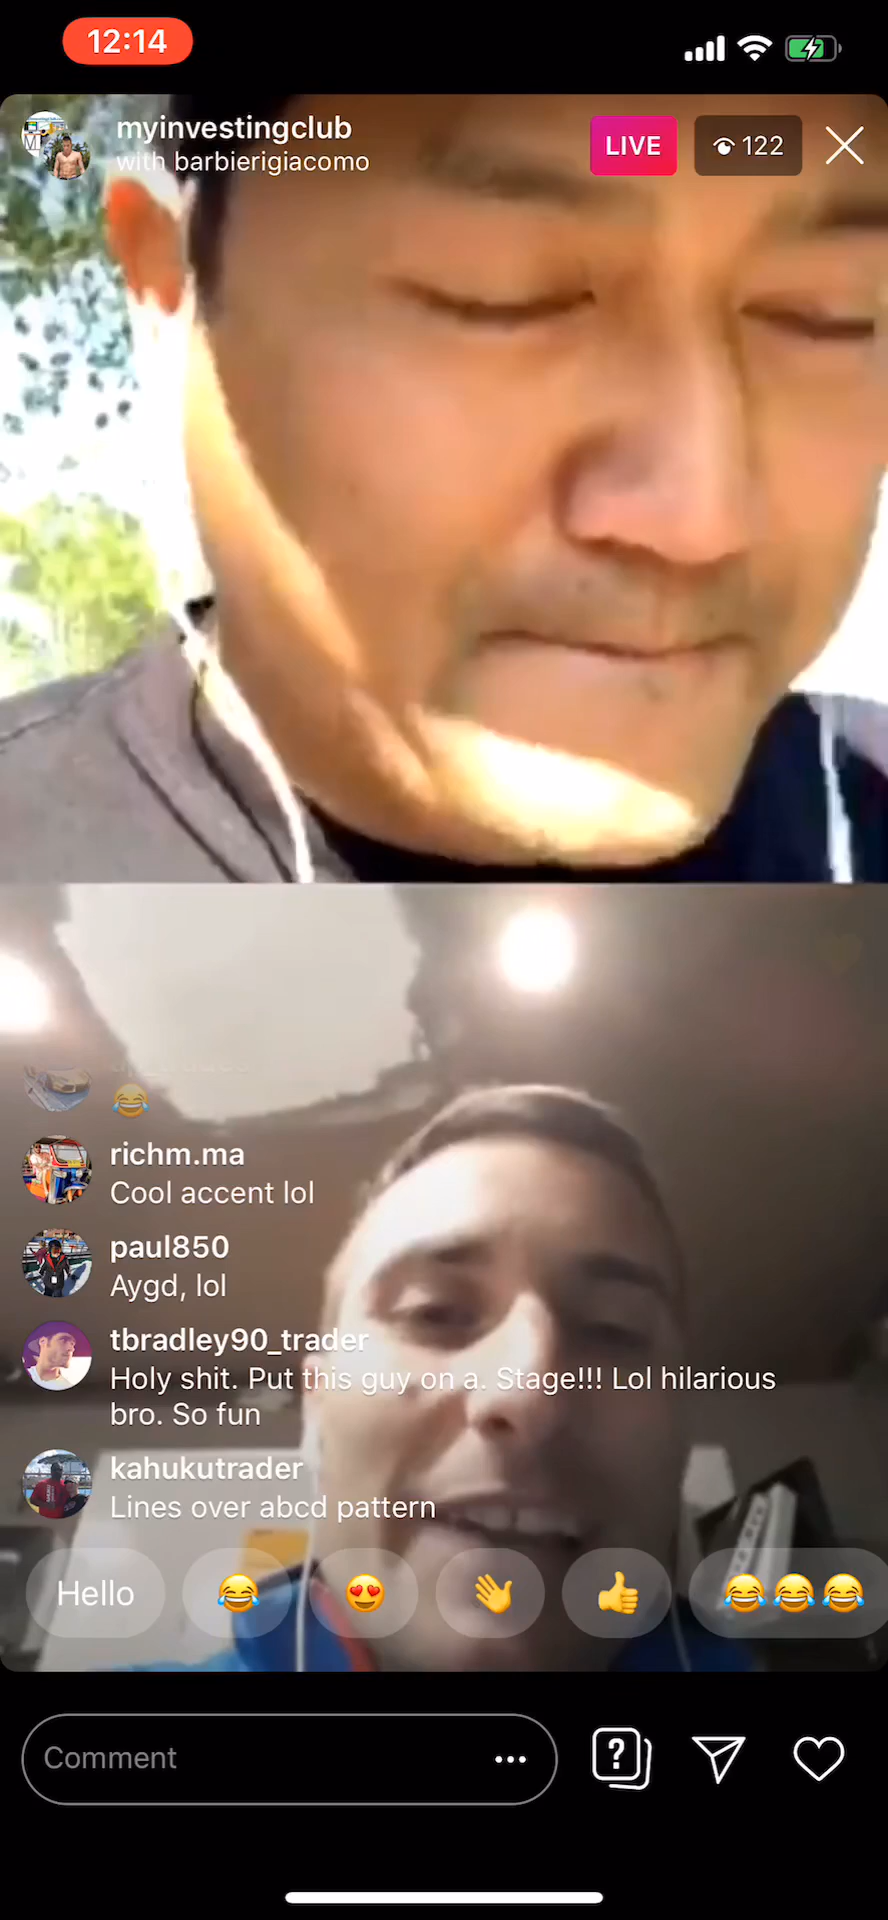 12:14
myinvestingclub
with barbierigiacomo
LIVE
122
richm.ma
Cool accent lol
paul850
Aygd, lol
tbradley90_trader
Holy shit. Put this guy on a. Stage!!! Lol hilarious
bro. So fun
kahukutrader
Lines over abcd pattern
Hello
Comment